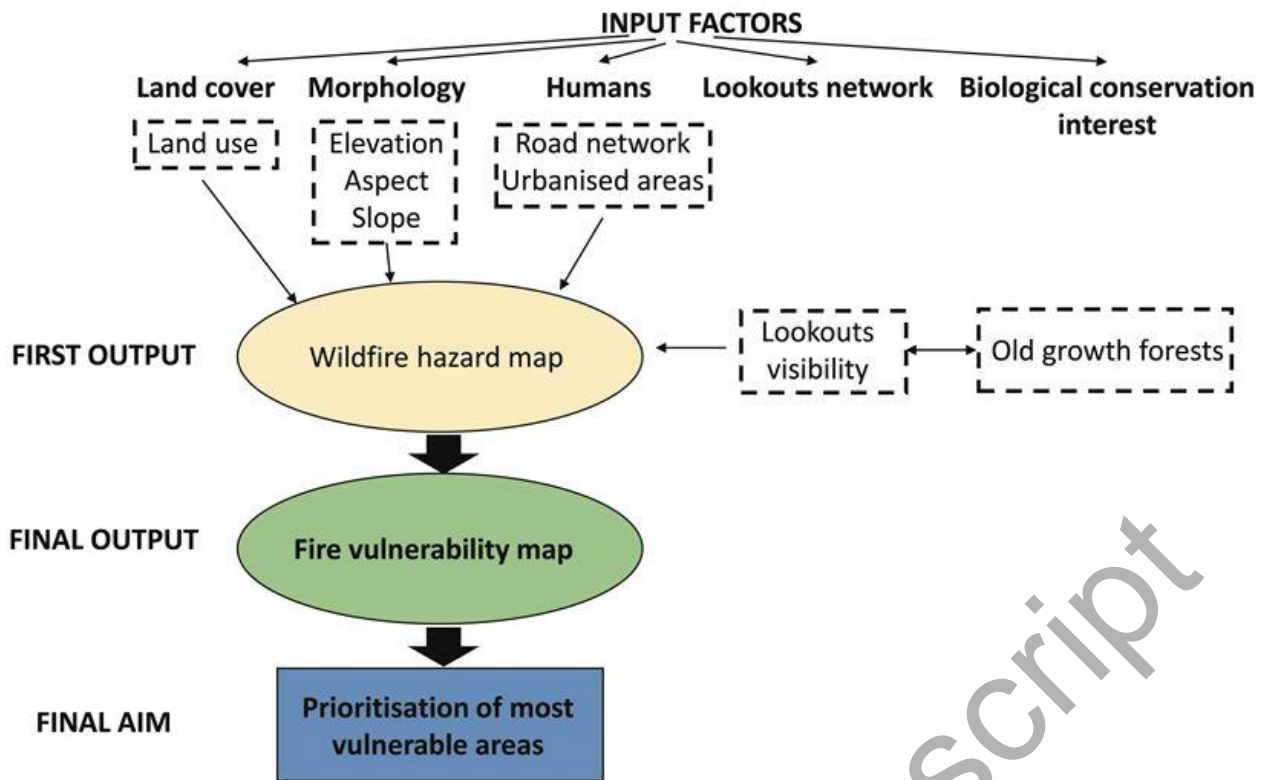 INPUT FACTORS
Land cover
Morphology
Humans
Lookouts network
Biological conservation
interest
Land use
Elevation
Aspect
Slope
Road network
Urbanised areas
FIRST OUTPUT
Wildfire hazard map
Lookouts
visibility
Old growth forests
FINAL OUTPUT
Fire vulnerability map
FINAL AIM
Prioritisation of most
vulnerable areas
script